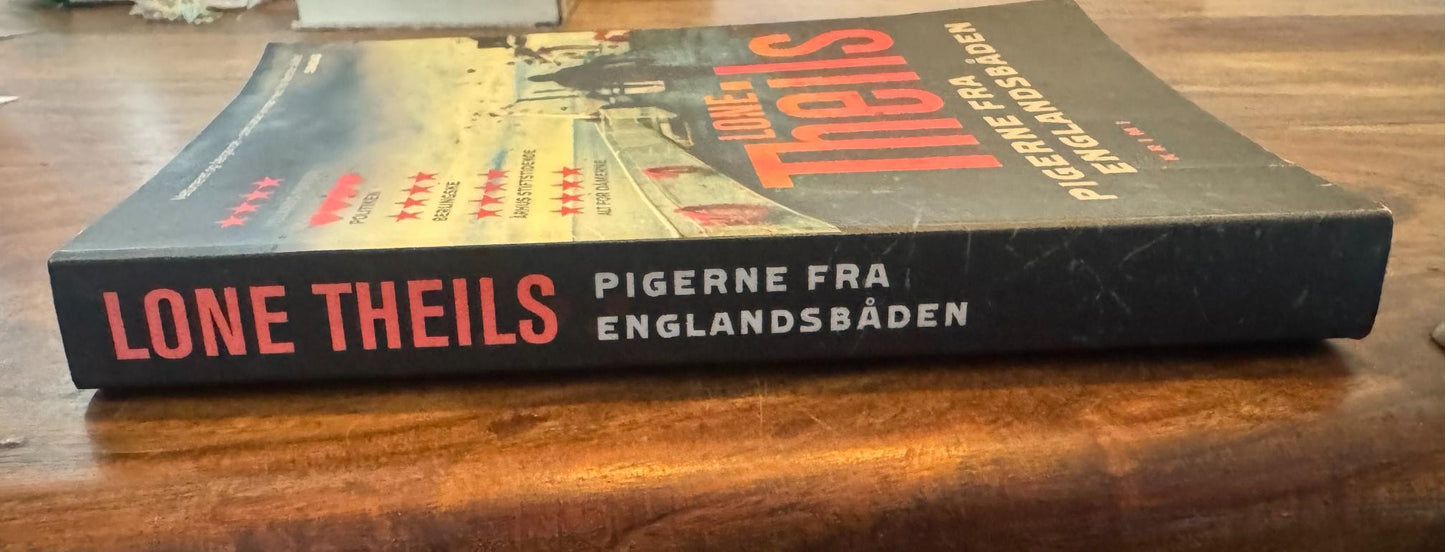 LONE THEILS
PIGERNE FRA
ENGLANDSBÅDEN
LONE
Theils
PIGERNE FRA
ENGLANDSBÅDEN
KRIMI
POLITIKEN
BERLINGSKE
ÅRHUS STIFTSTIDENDE
ALT FOR DAMERNE